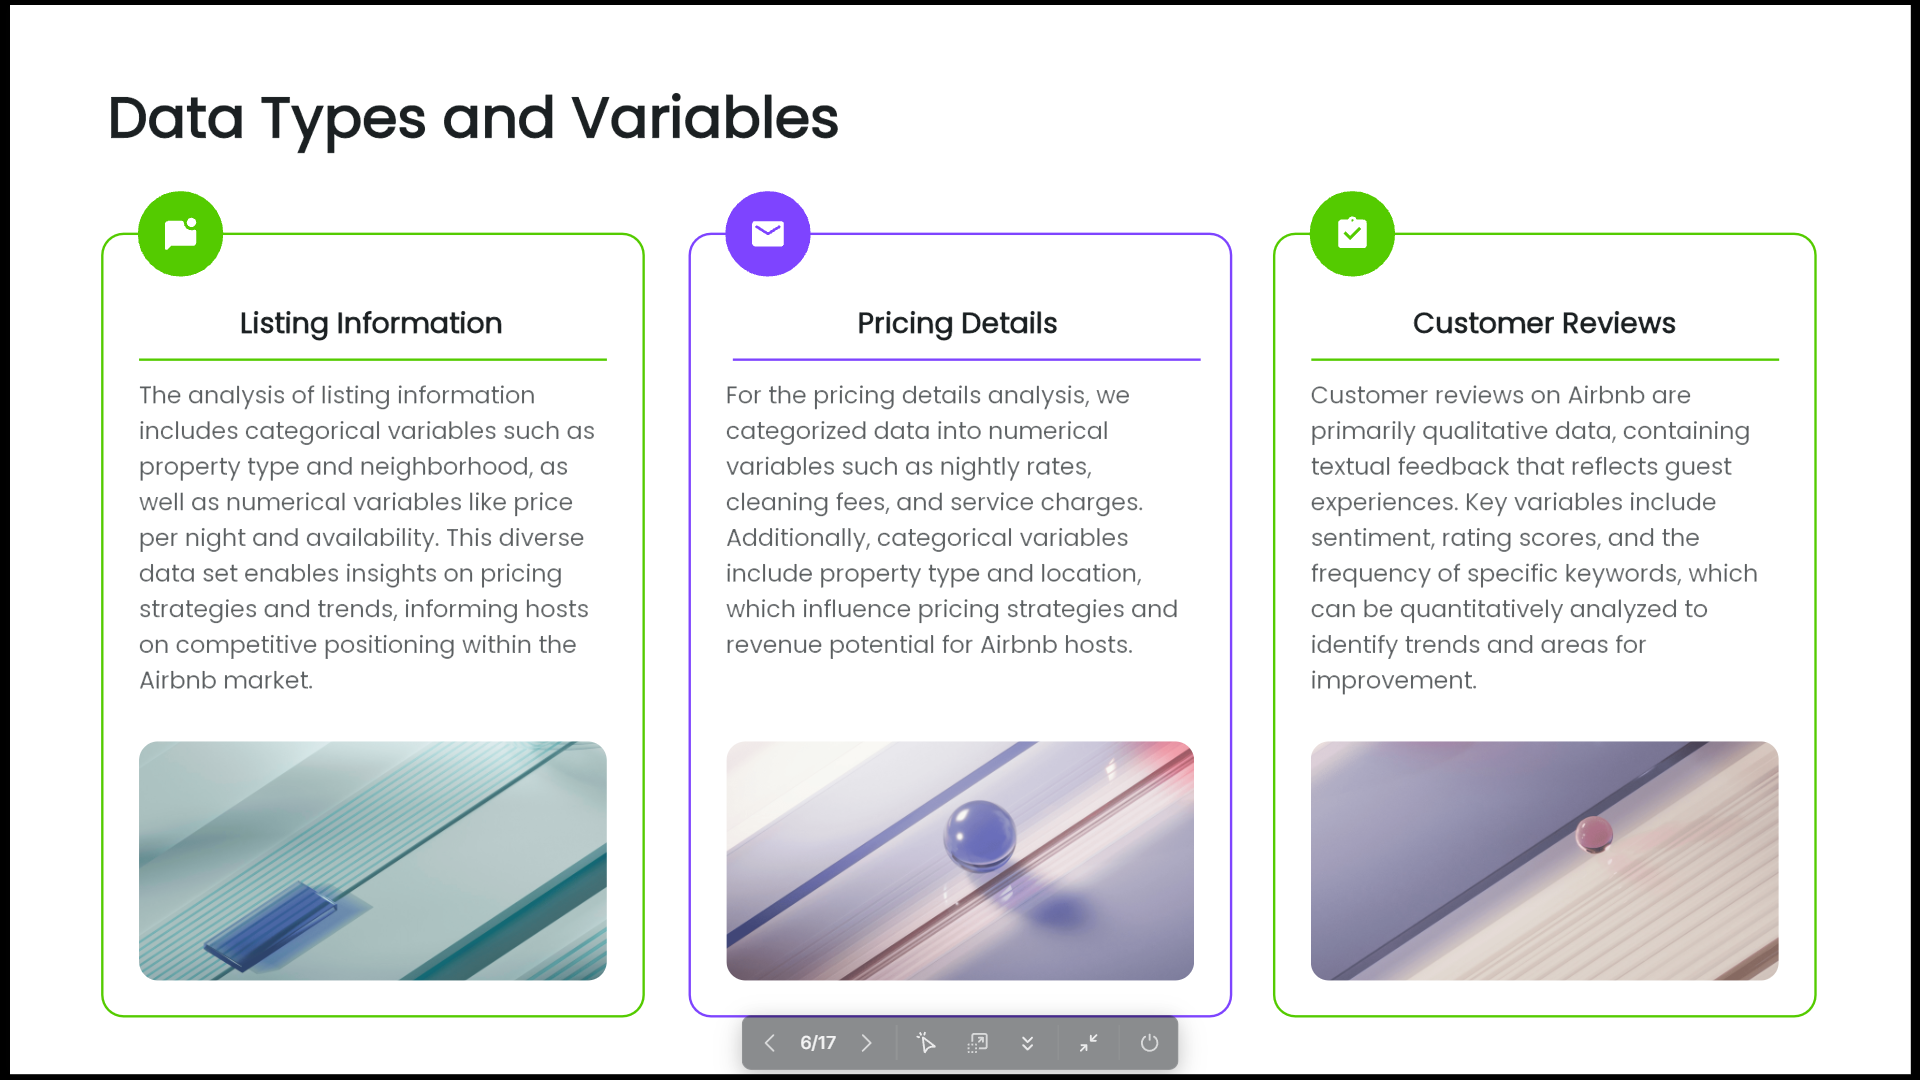 Data Types and Variables
Listing Information
The analysis of listing information
includes categorical variables such as
property type and neighborhood, as
well as numerical variables like price
per night and availability. This diverse
data set enables insights on pricing
strategies and trends, informing hosts
on competitive positioning within the
Airbnb market.
Pricing Details
For the pricing details analysis, we
categorized data into numerical
variables such as nightly rates,
cleaning fees, and service charges.
Additionally, categorical variables
include property type and location,
which influence pricing strategies and
revenue potential for Airbnb hosts.
Customer Reviews
Customer reviews on Airbnb are
primarily qualitative data, containing
textual feedback that reflects guest
experiences. Key variables include
sentiment, rating scores, and the
frequency of specific keywords, which
can be quantitatively analyzed to
identify trends and areas for
improvement.
6/17